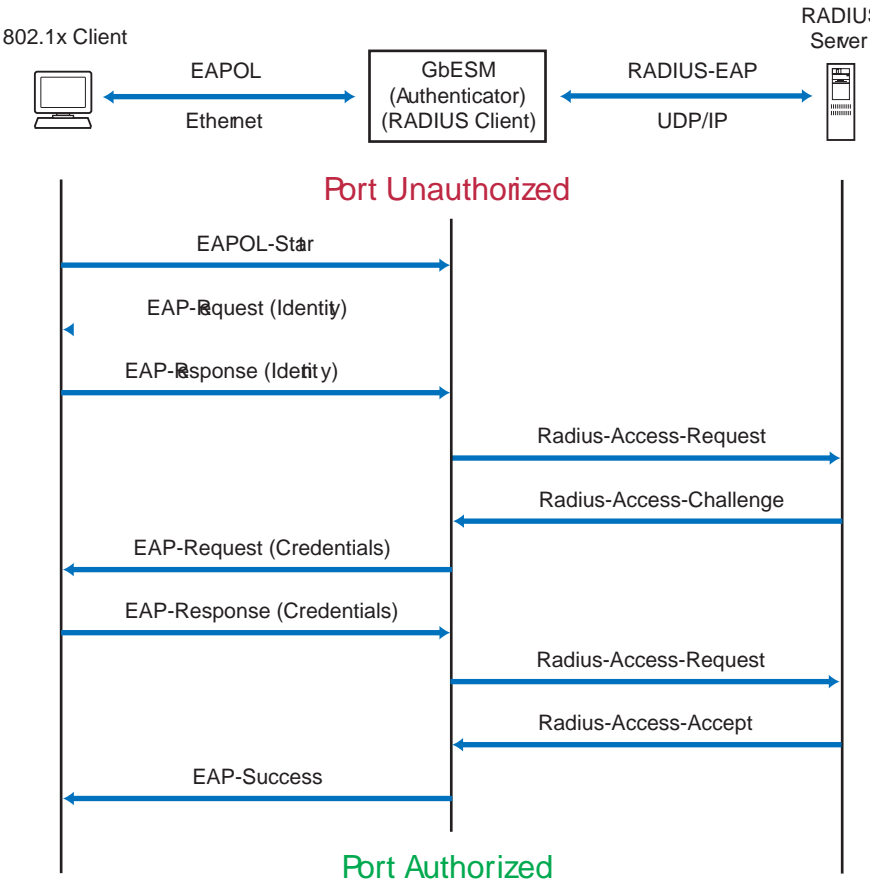 RADIUS
Server
802.1x Client
EAPOL
Ethernet
GbESM
(Authenticator)
(RADIUS Client)
RADIUS-EAP
UDP/IP
Port Unauthorized
EAPOL-Start
EAP-Request (Identity)
EAP-Response (Identity)
Radius-Access-Request
Radius-Access-Challenge
EAP-Request (Credentials)
EAP-Response (Credentials)
Radius-Access-Request
Radius-Access-Accept
EAP-Success
Port Authorized